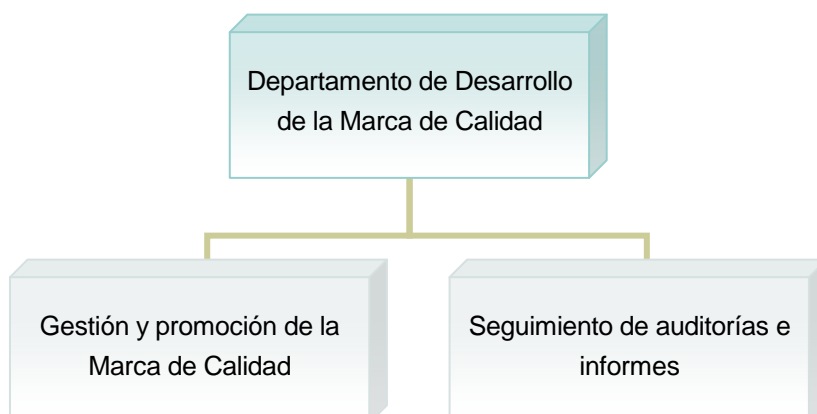 Departamento de Desarrollo
de la Marca de Calidad
Gestión y promoción de la
Marca de Calidad
Seguimiento de auditorías e
informes